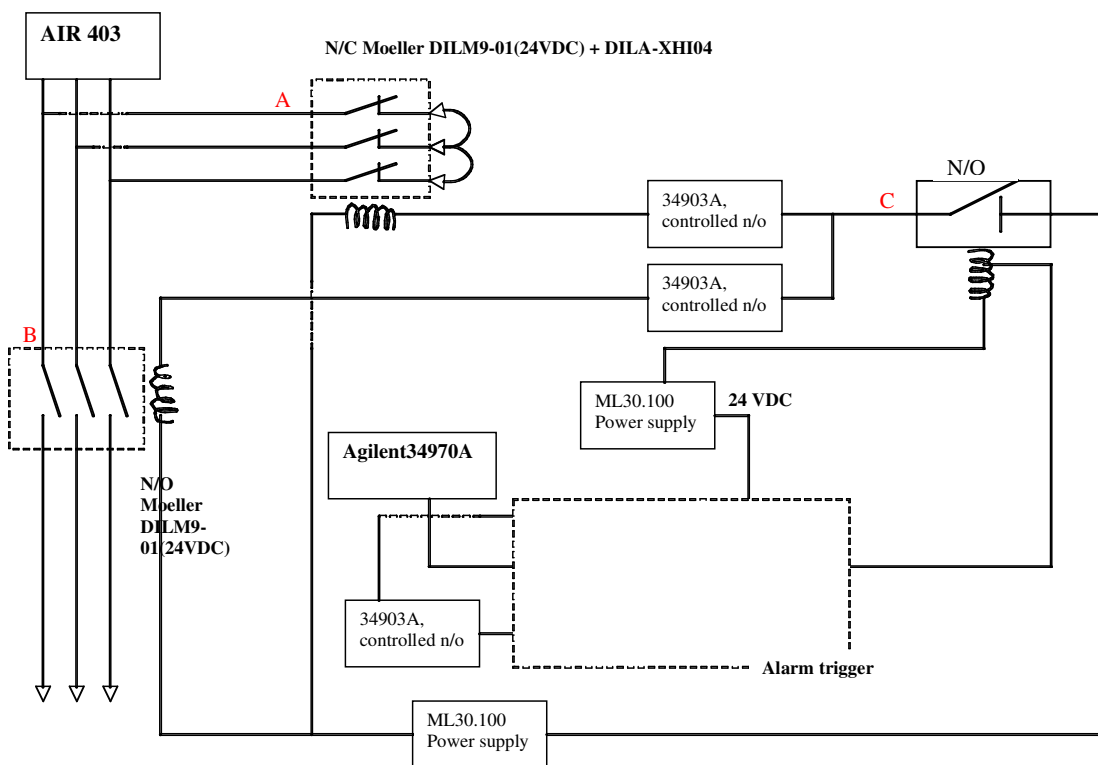 AIR 403
N/C Moeller DILM9-01(24VDC) + DILA-XHI04
A
N/O
34903A,
controlled n/o
C
34903A,
controlled n/o
B
ML30.100
Power supply
24 VDC
Agilent34970A
N/O
Moeller
DILM9-
01(24VDC)
34903A,
controlled n/o
Alarm trigger
ML30.100
Power supply